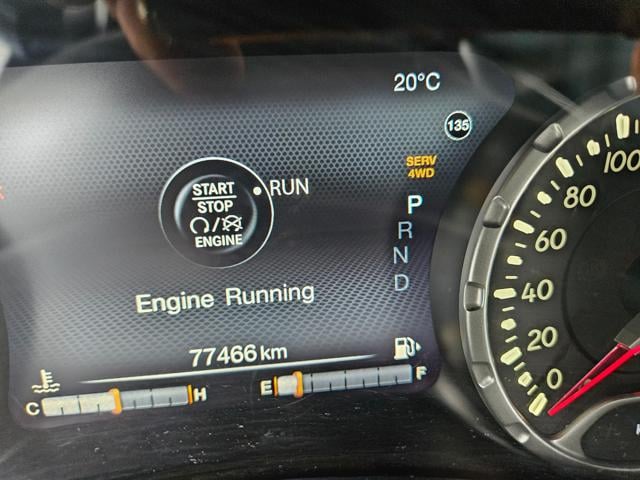 20°C
135
SERV
4WD
START
STOP
ENGINE
RUN
P
R
N
D
Engine Running
77466 km
C
H
E
F
100
80
60
40
20
0